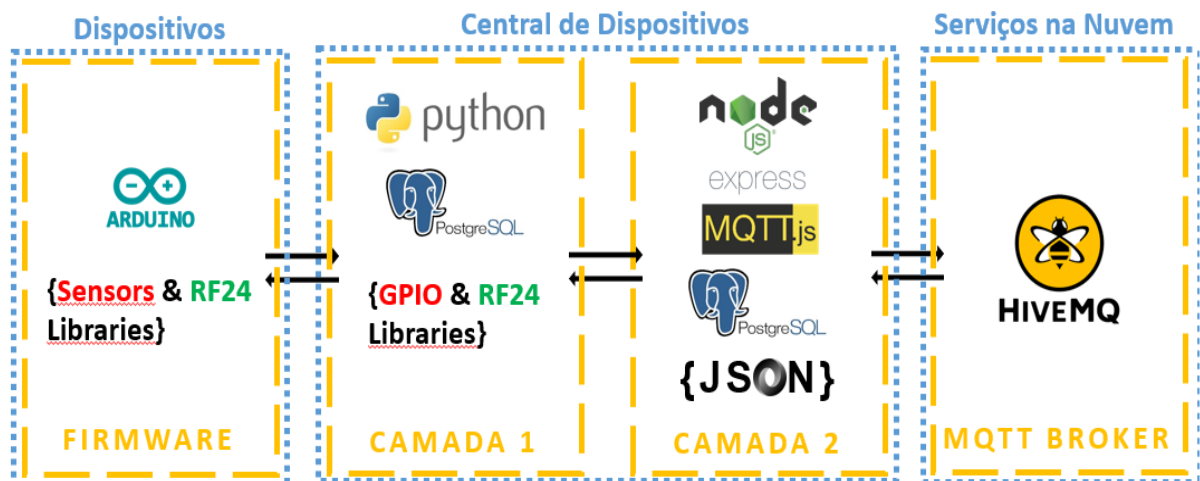 Dispositivos
Central de Dispositivos
Serviços na Nuvem
ARDUINO
{Sensors & RF24
Libraries}
FIRMWARE
python
PostgreSQL
{GPIO & RF24
Libraries}
CAMADA 1
node
JS
express
MQTT.js
PostgreSQL
{JSON}
CAMADA 2
HIVEMQ
MQTT BROKER